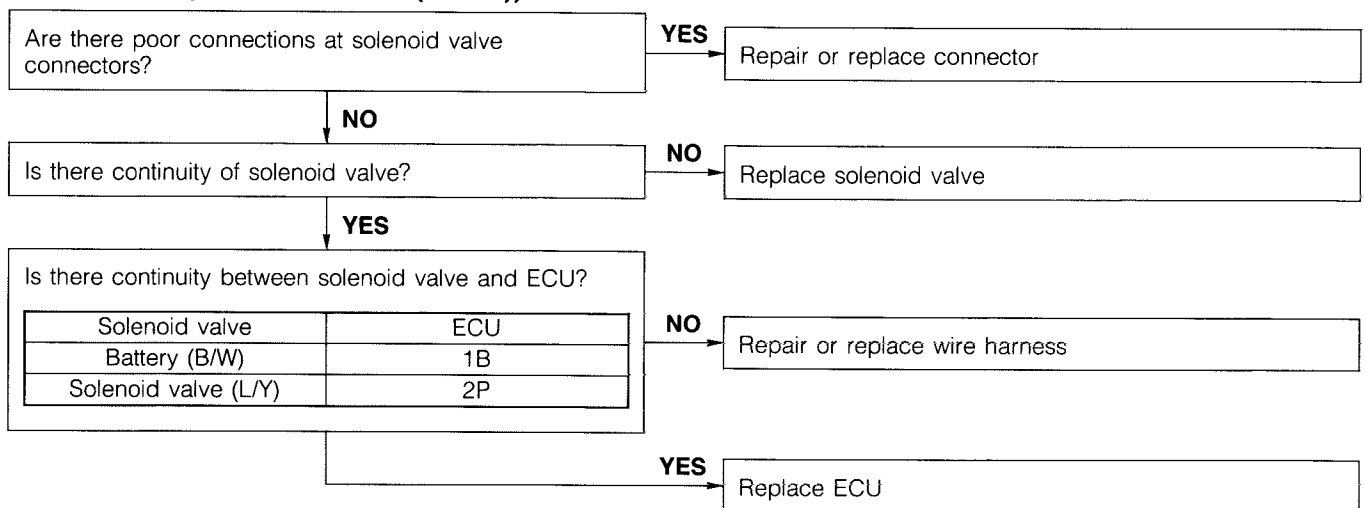 Are there poor connections at solenoid valve
connectors?
YES
Repair or replace connector
NO
Is there continuity of solenoid valve?
NO
Replace solenoid valve
YES
Is there continuity between solenoid valve and ECU?
Solenoid valve ECU
Battery (B/W) 1B
Solenoid valve (L/Y) 2P
NO
Repair or replace wire harness
YES
Replace ECU